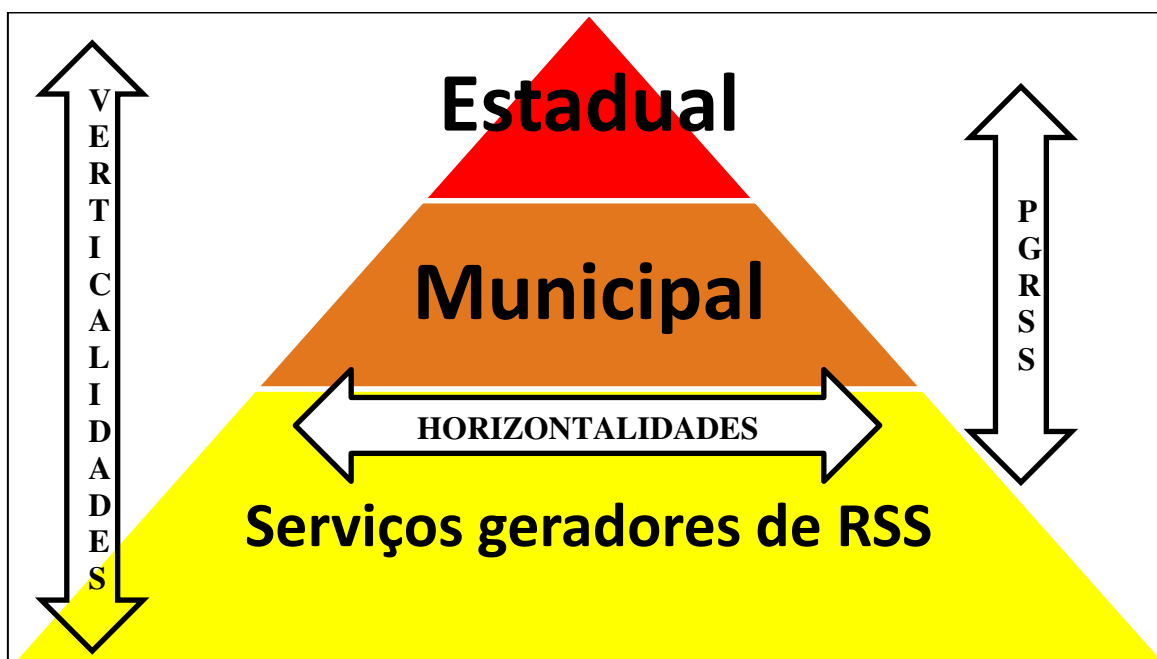 VERTICALIDADES
Estadual
PGRSS
Municipal
HORIZONTALIDADES
Serviços geradores de RSS